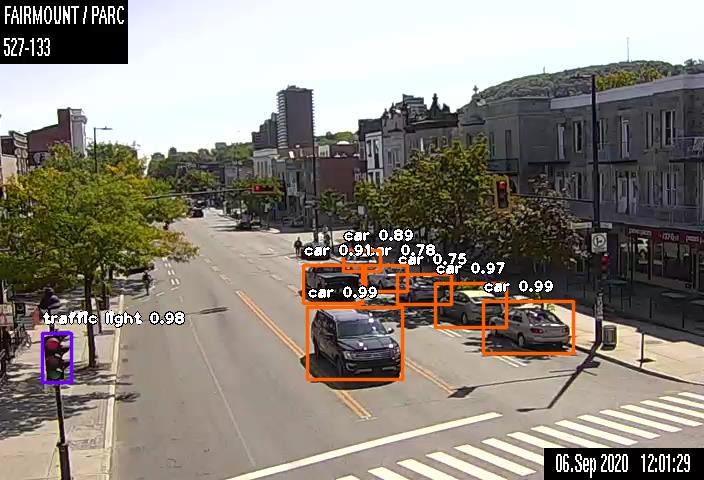 FAIRMOUNT / PARC
527-133
car 0.89
car 0.91
0.78
car 0.75
car 0.97
car 0.99
car 0.99
traffic light 0.98
06.Sep 2020 12:01:29